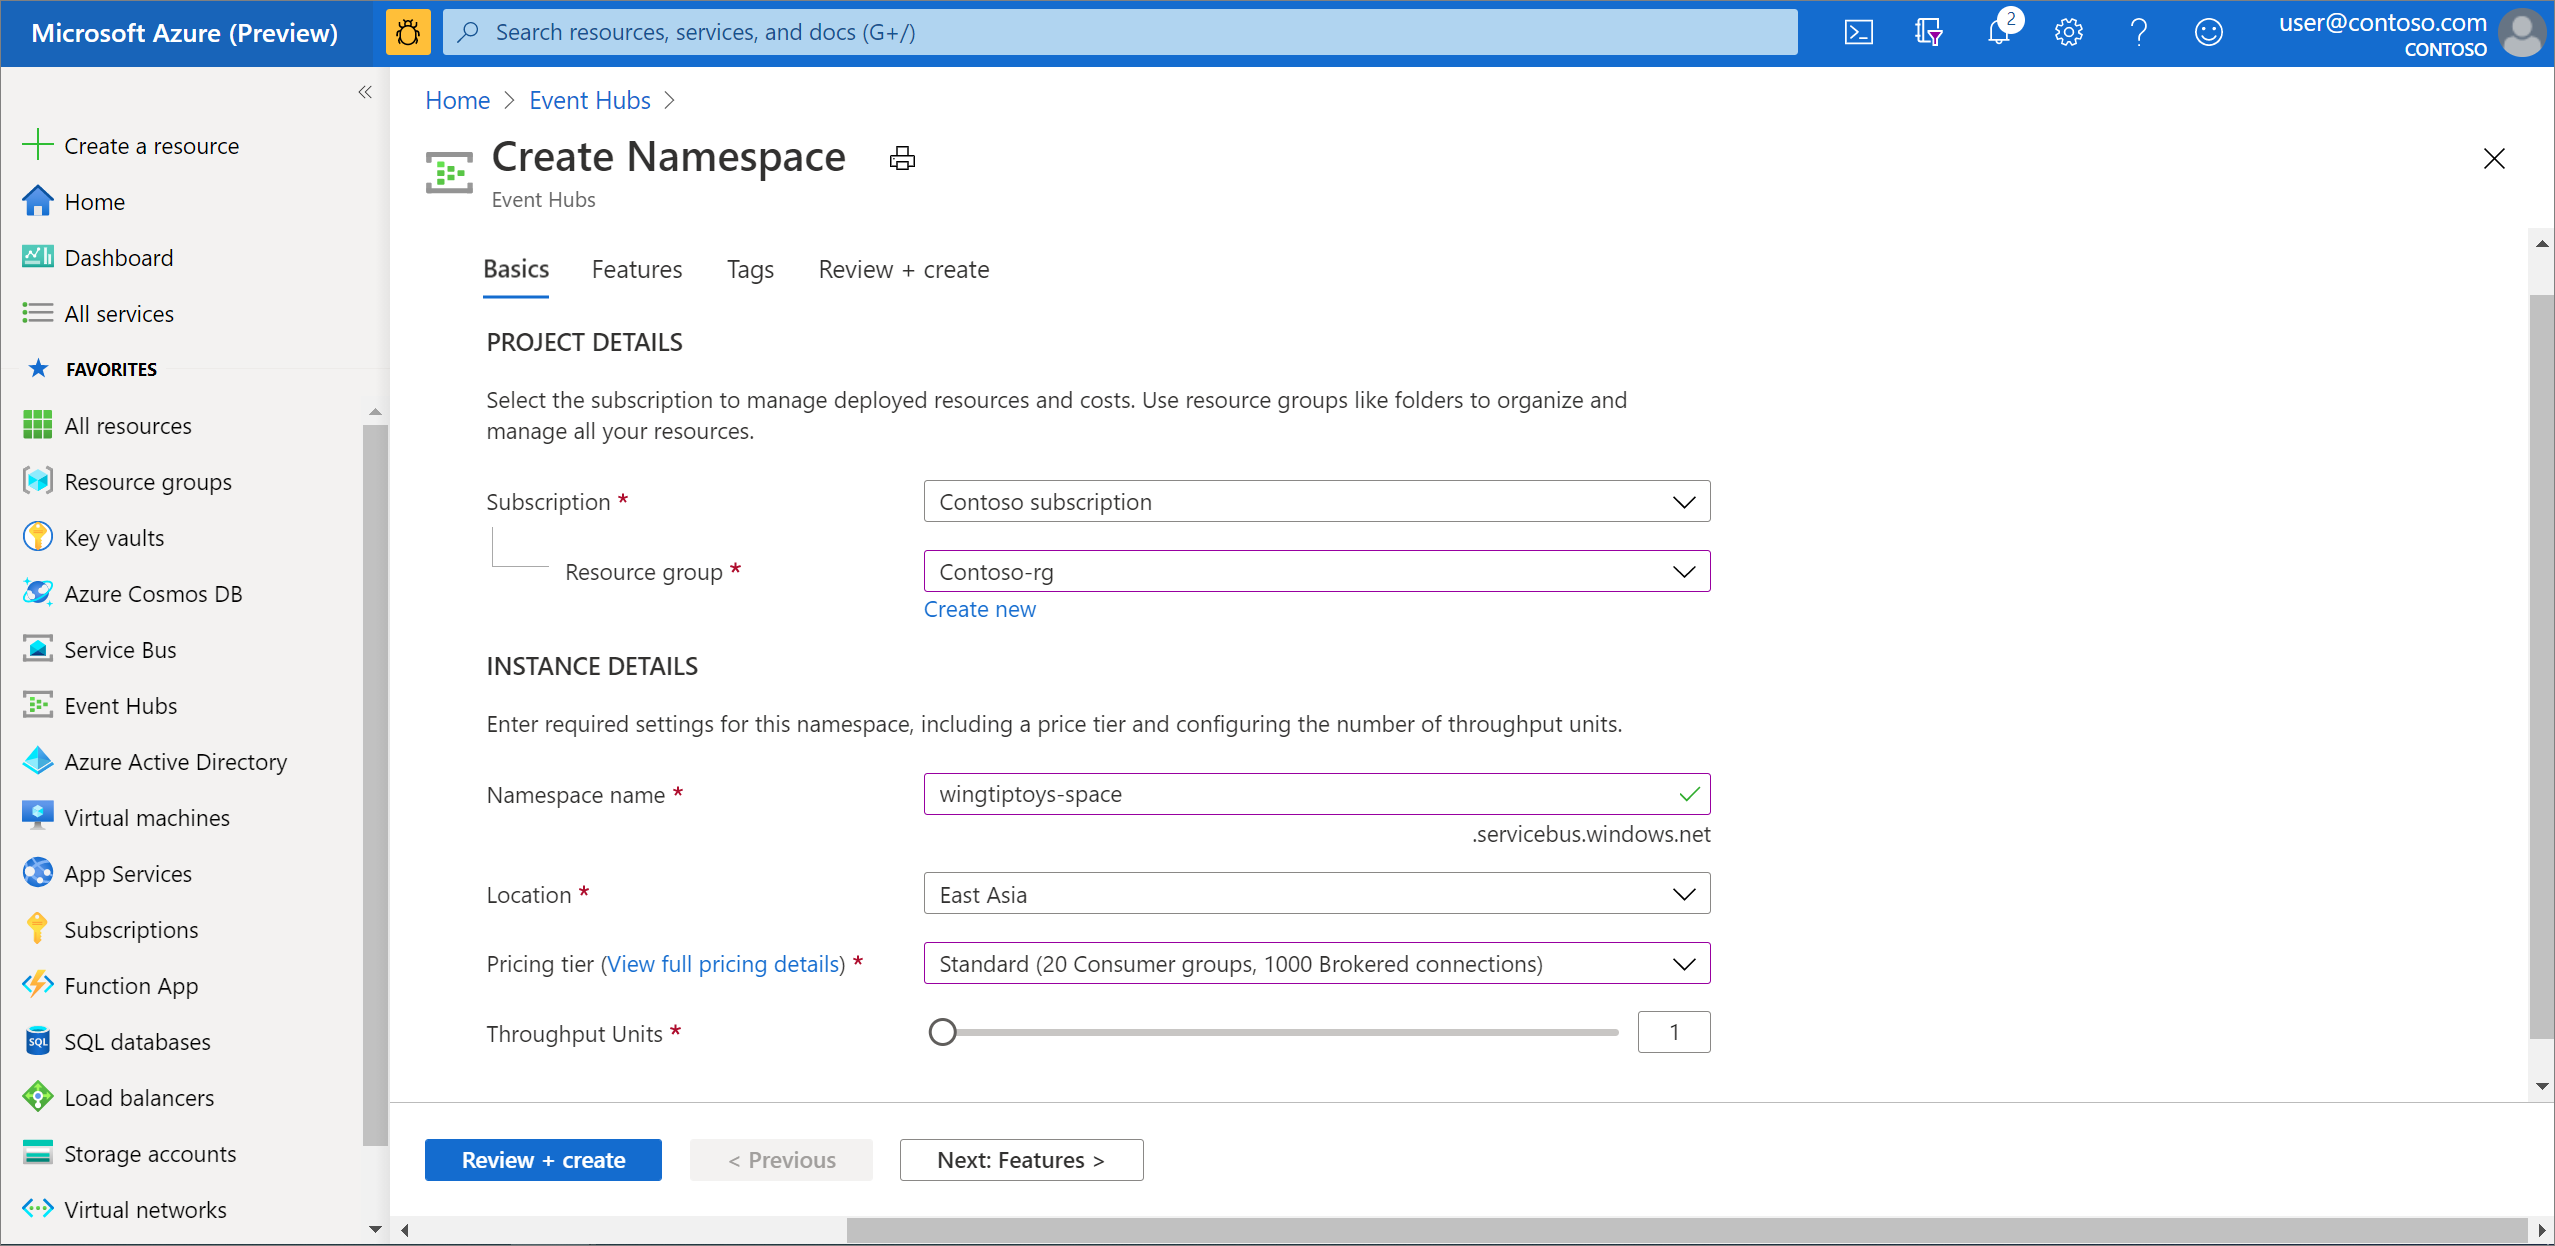 Microsoft Azure (Preview)
Search resources, services, and docs (G+/)
2
user@contoso.com
CONTOSO
«
Create a resource
Home
Dashboard
All services
FAVORITES
All resources
Resource groups
Key vaults
Azure Cosmos DB
Service Bus
Event Hubs
Azure Active Directory
Virtual machines
App Services
Subscriptions
Function App
SQL
SQL databases
Load balancers
Storage accounts
Virtual networks
Home > Event Hubs >
Create Namespace
Event Hubs
Basics Features Tags Review + create
PROJECT DETAILS
Select the subscription to manage deployed resources and costs. Use resource groups like folders to organize and
manage all your resources.
Subscription * Contoso subscription
Resource group * Contoso-rg
Create new
INSTANCE DETAILS
Enter required settings for this namespace, including a price tier and configuring the number of throughput units.
Namespace name * wingtiptoys-space
.servicebus.windows.net
Location * East Asia
Pricing tier (View full pricing details) * Standard (20 Consumer groups, 1000 Brokered connections)
Throughput Units * 1
Review + create < Previous Next: Features >